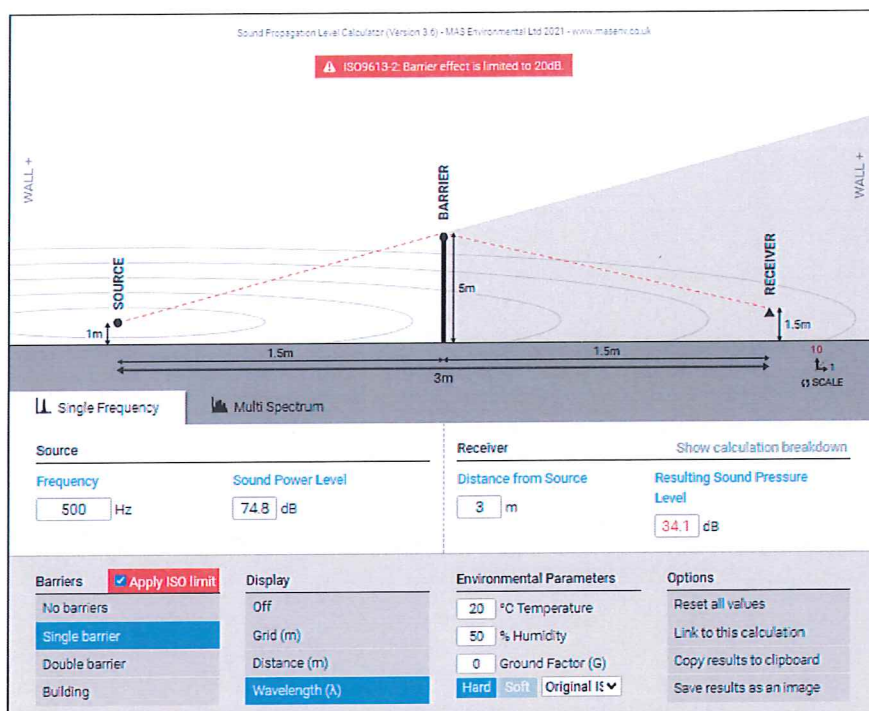 Sound Propagation Level Calculator (Version 3.6) - MAS Environmental Ltd 2021 - www.masenv.co.uk
ISO9613-2: Barrier effect is limited to 20dB.
WALL +
WALL +
BARRIER
SOURCE
RECEIVER
5m
1m
1.5m
1.5m
1.5m
10
1
3m
SCALE
Single Frequency
Multi Spectrum
Source
Receiver
Show calculation breakdown
Frequency
Sound Power Level
Distance from Source
Resulting Sound Pressure
Level
500 Hz
74.8 dB
3 m
34.1 dB
Barriers
Apply ISO limit
Display
Environmental Parameters
Options
No barriers
Off
20 °C Temperature
Reset all values
Single barrier
Grid (m)
50 % Humidity
Link to this calculation
Double barrier
Distance (m)
0 Ground Factor (G)
Copy results to clipboard
Building
Wavelength (λ)
Hard
Soft
Original IS
Save results as an image